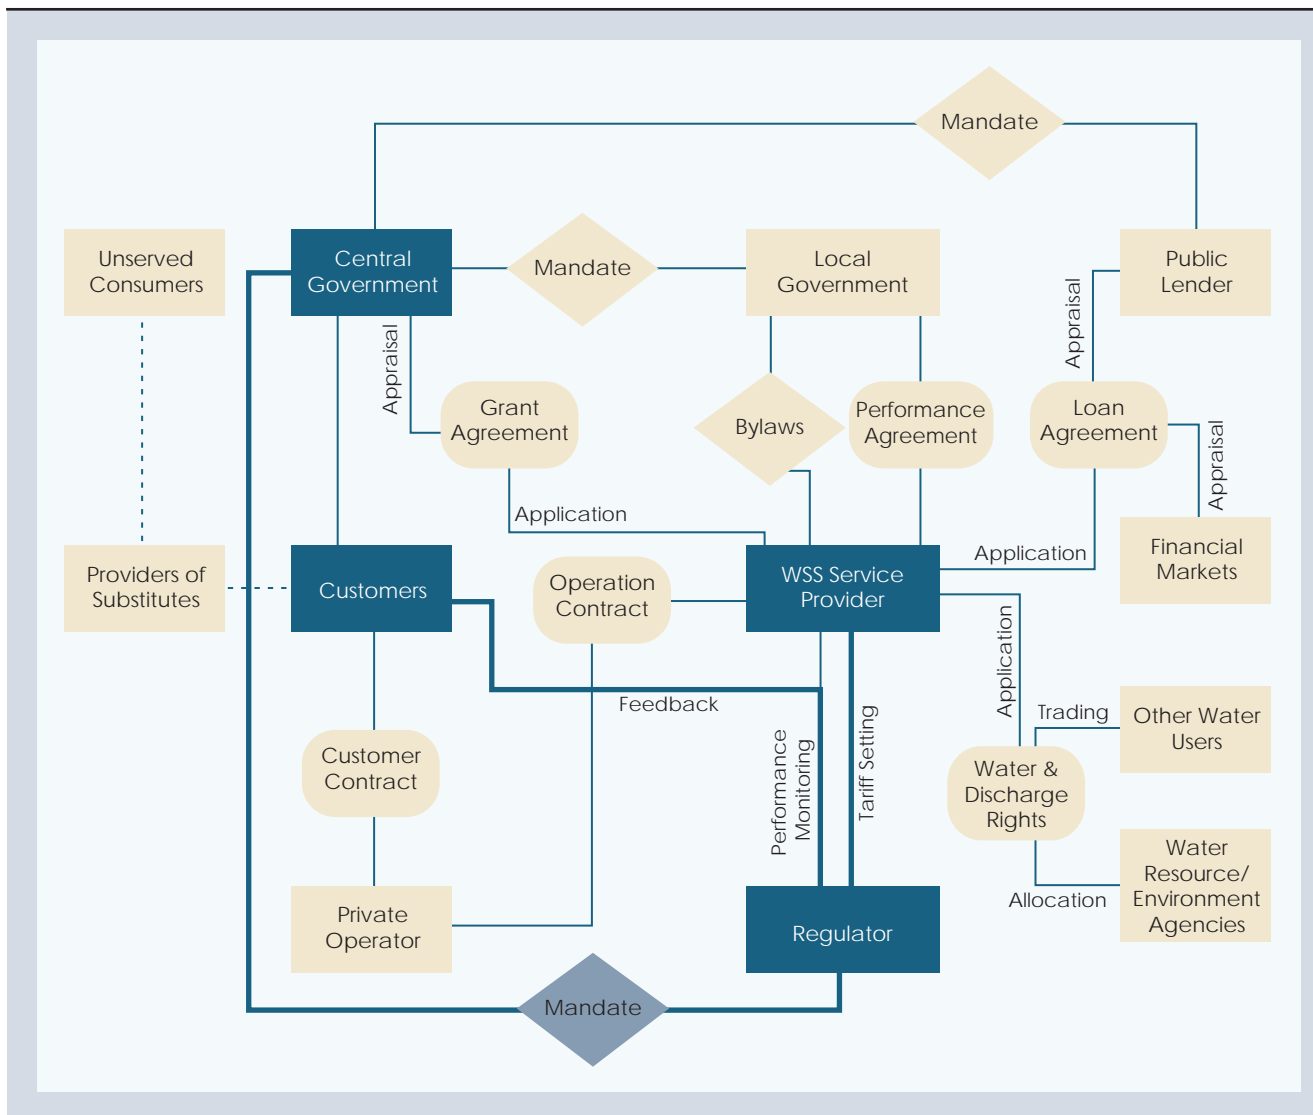 Mandate
Unserved
Consumers
Central
Government
Mandate
Local
Government
Public
Lender
Appraisal
Appraisal
Grant
Agreement
Bylaws
Performance
Agreement
Loan
Agreement
Appraisal
Application
Providers of
Substitutes
Customers
Operation
Contract
WSS Service
Provider
Application
Financial
Markets
Application
Feedback
Performance
Monitoring
Tariff Setting
Trading
Other Water
Users
Customer
Contract
Water &
Discharge
Rights
Allocation
Water
Resource/
Environment
Agencies
Private
Operator
Regulator
Mandate